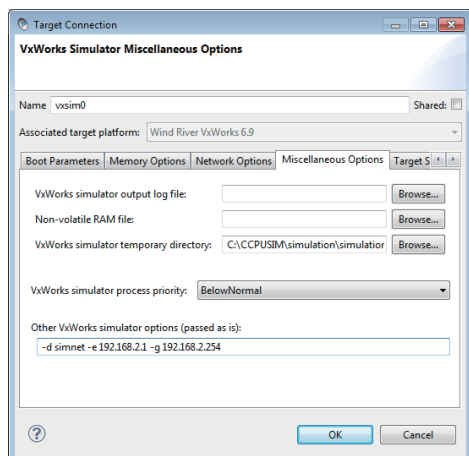 Target Connection
VxWorks Simulator Miscellaneous Options
Name vxsim0 Shared:
Associated target platform: Wind River VxWorks 6.9
Boot Parameters Memory Options Network Options Miscellaneous Options Target S
VxWorks simulator output log file: Browse...
Non-volatile RAM file: Browse...
VxWorks simulator temporary directory: C:\CCPUSIM\simulation\simulation Browse...
VxWorks simulator process priority: BelowNormal
Other VxWorks simulator options (passed as is):
-d simnet -e 192.168.2.1 -g 192.168.2.254
? OK Cancel